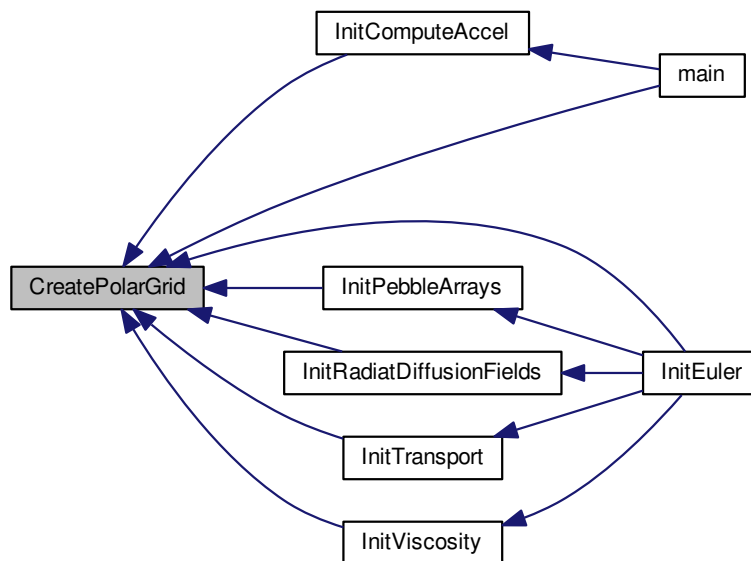 InitComputeAccel
main
CreatePolarGrid
InitPebbleArrays
InitRadiatDiffusionFields
InitEuler
InitTransport
InitViscosity